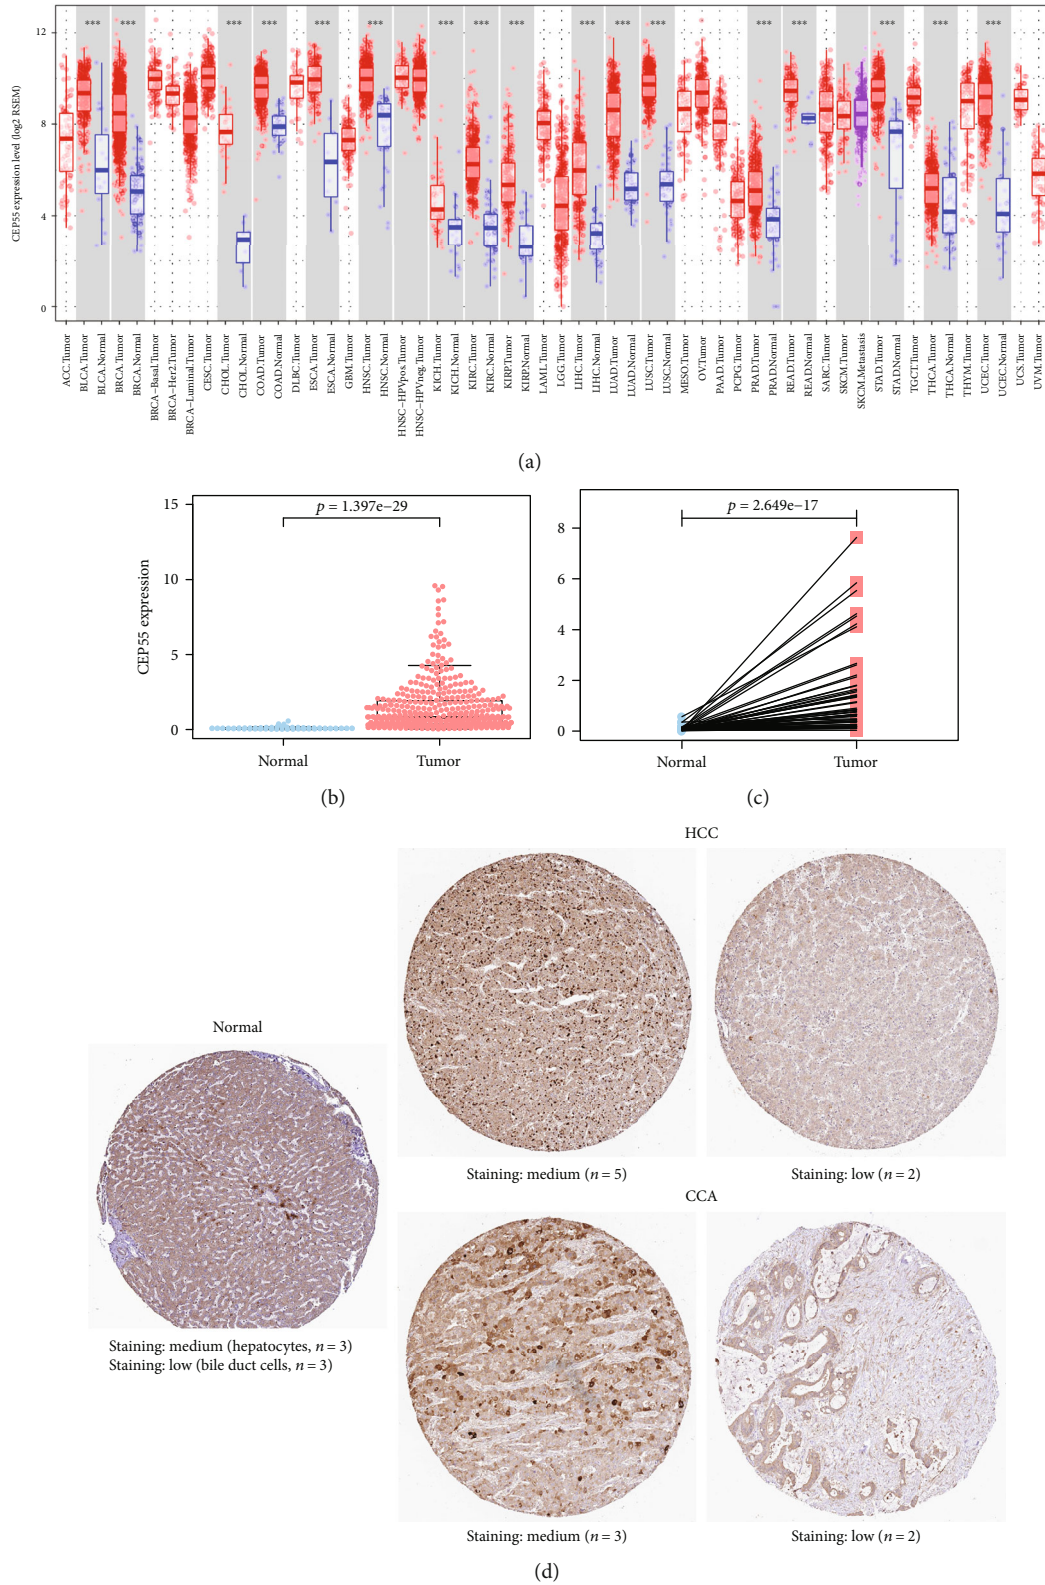 *** *** *** *** *** *** *** *** *** *** *** *** *** *** *** *** *** ***
CEP55 expression level (log2 RSEM)
12
8
4
0
ACC.Tumor
BLCA.Tumor
BLCA.Normal
BRCA.Tumor
BRCA.Normal
BRCA-Basal.Tumor
BRCA-Her2.Tumor
BRCA-Luminal.Tumor
CESC.Tumor
CHOL.Tumor
CHOL.Normal
COAD.Tumor
COAD.Normal
DLBC.Tumor
ESCA.Tumor
ESCA.Normal
GBM.Tumor
HNSC.Tumor
HNSC.Normal
HNSC-HPVpos.Tumor
HNSC-HPVneg.Tumor
KICH.Tumor
KICH.Normal
KIRC.Tumor
KIRC.Normal
KIRP.Tumor
KIRP.Normal
LAML.Tumor
LGG.Tumor
LIHC.Tumor
LIHC.Normal
LUAD.Tumor
LUAD.Normal
LUSC.Tumor
LUSC.Normal
MESO.Tumor
OV.Tumor
PAAD.Tumor
PCPG.Tumor
PRAD.Tumor
PRAD.Normal
READ.Tumor
READ.Normal
SARC.Tumor
SKCM.Tumor
SKCM.Metastasis
STAD.Tumor
STAD.Normal
TGCT.Tumor
THCA.Tumor
THCA.Normal
THYM.Tumor
UCEC.Tumor
UCEC.Normal
UCS.Tumor
UVM.Tumor
(a)
CEP55 expression
15
10
5
0
p = 1.397e−29
Normal Tumor
(b)
8
6
4
2
0
p = 2.649e−17
Normal Tumor
(c)
HCC
Normal
Staining: medium (hepatocytes, n = 3)
Staining: low (bile duct cells, n = 3)
Staining: medium (n = 5) Staining: low (n = 2)
CCA
Staining: medium (n = 3) Staining: low (n = 2)
(d)